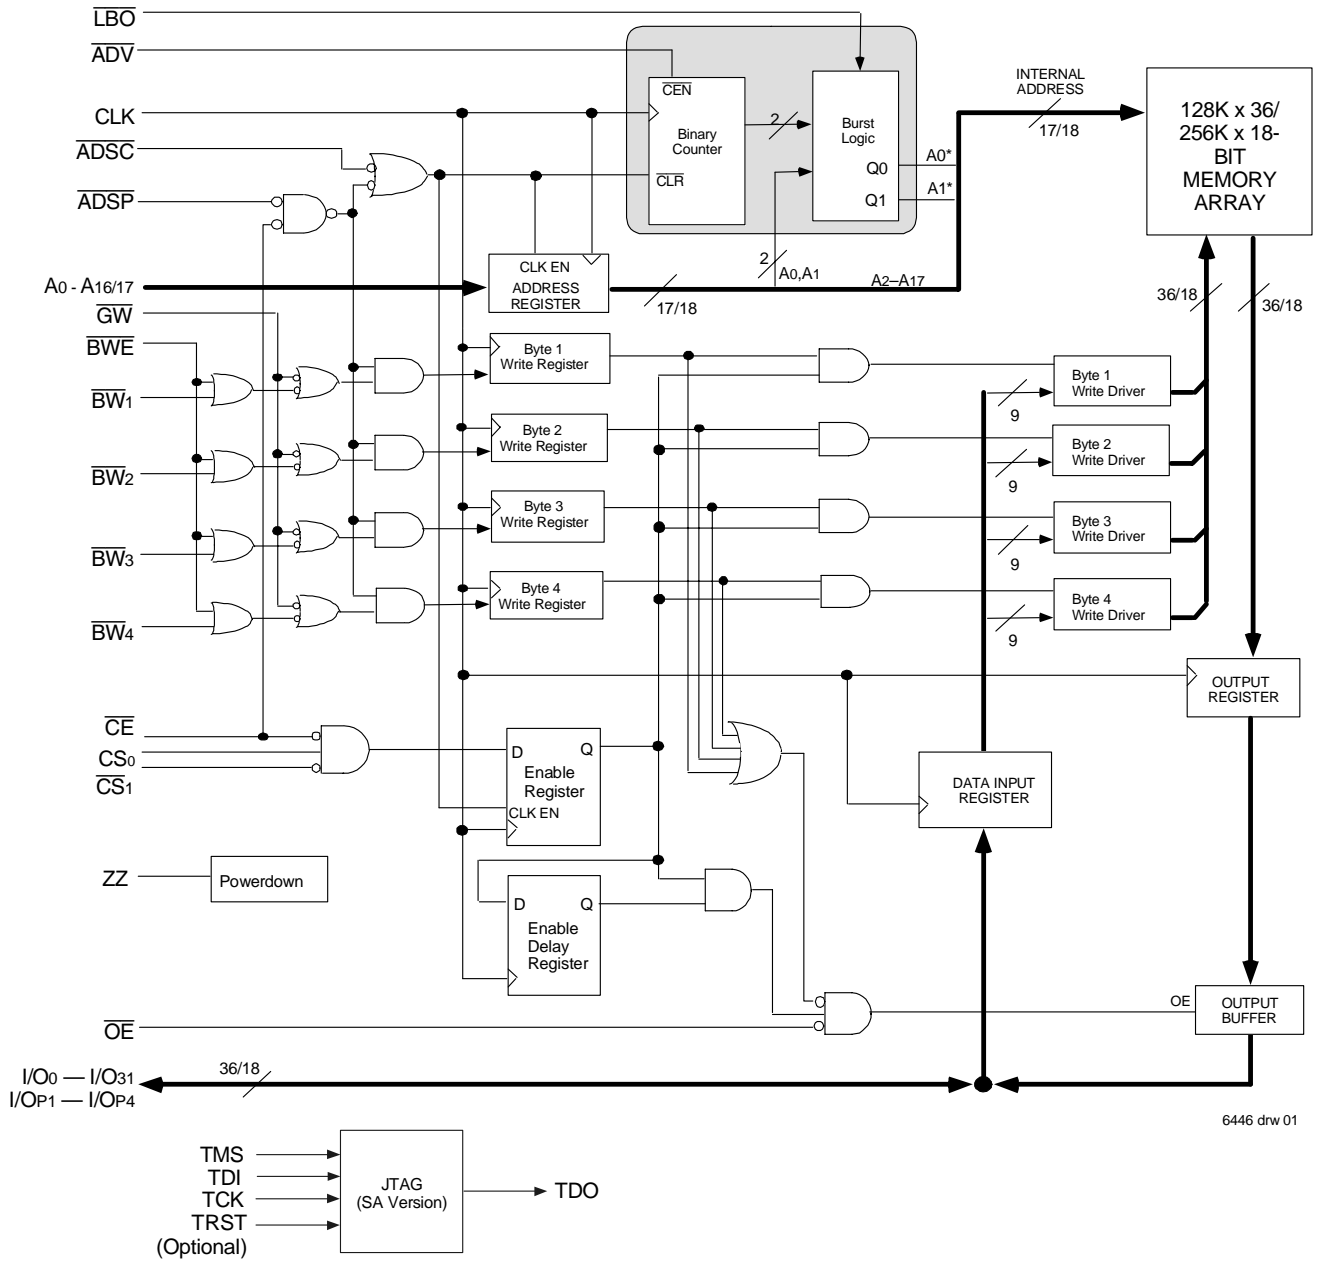 LBO
ADV
CLK
ADSC
ADSP
A0 - A16/17
GW
BWE
BW1
BW2
BW3
BW4
CE
CS0
CS1
ZZ
Powerdown
OE
I/O0 — I/O31
I/OP1 — I/OP4
36/18
CEN
Binary
Counter
CLR
2
Burst
Logic
Q0
Q1
A0*
A1*
2
A0,A1
A2–A17
INTERNAL
ADDRESS
17/18
128K x 36/
256K x 18-
BIT
MEMORY
ARRAY
CLK EN
ADDRESS
REGISTER
17/18
36/18
36/18
Byte 1
Write Register
Byte 2
Write Register
Byte 3
Write Register
Byte 4
Write Register
Byte 1
Write Driver
9
Byte 2
Write Driver
9
Byte 3
Write Driver
9
Byte 4
Write Driver
9
OUTPUT
REGISTER
D Q
Enable
Register
CLK EN
DATA INPUT
REGISTER
D Q
Enable
Delay
Register
OE
OUTPUT
BUFFER
6446 drw 01
TMS
TDI
TCK
TRST
(Optional)
JTAG
(SA Version)
TDO